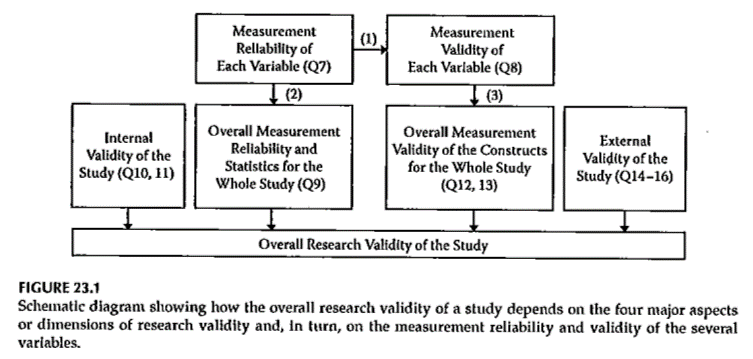 Measurement
Reliability of
Each Variable (Q7)
(1)
Measurement
Validity of
Each Variable (Q8)
(2)
(3)
Internal
Validity of the
Study (Q10, 11)
Overall Measurement
Reliability and
Statistics for the
Whole Study (Q9)
Overall Measurement
Validity of the Constructs
for the Whole Study
(Q12, 13)
External
Validity of the
Study (Q14–16)
Overall Research Validity of the Study
FIGURE 23.1
Schematic diagram showing how the overall research validity of a study depends on the four major aspects
or dimensions of research validity and, in turn, on the measurement reliability and validity of the several
variables.